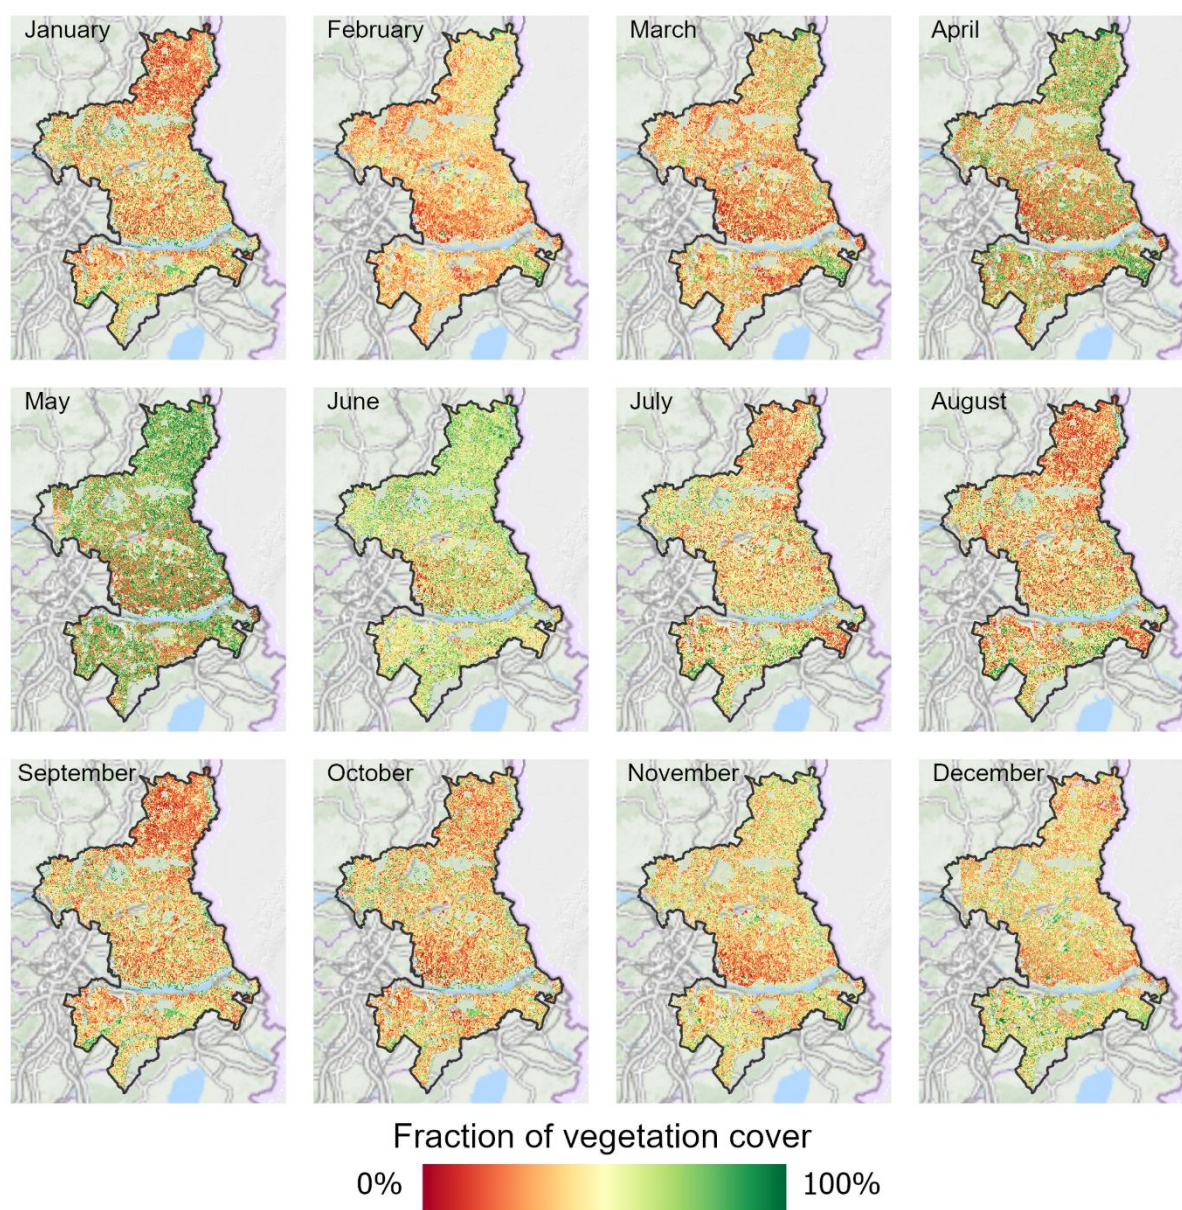 January
February
March
April
May
June
July
August
September
October
November
December
Fraction of vegetation cover
0%
100%